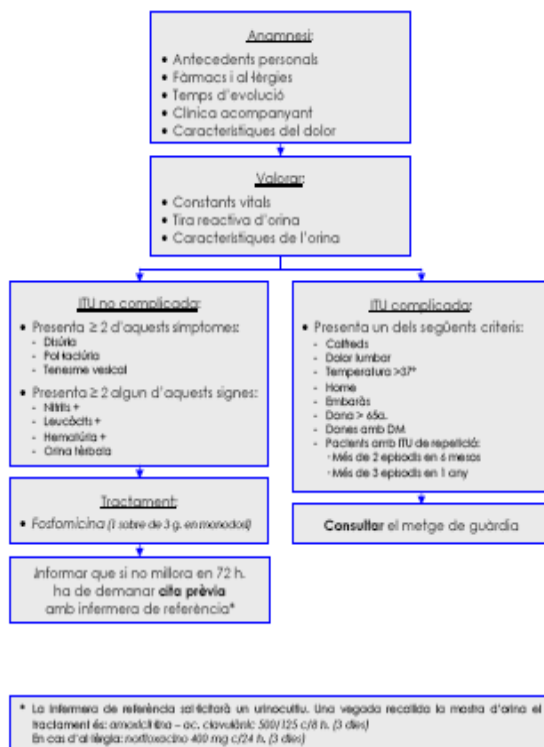 Anamnesi:
• Antecedents personals
• Fàrmacs i al·lèrgies
• Temps d'evolució
• Clínica acompanyant
• Característiques del dolor
Valorar:
• Constants vitals
• Tira reactiva d'orina
• Característiques de l'orina
ITU no complicada:
• Presenta ≥ 2 d'aquests símptomes:
- Disúria
- Pol·laciúria
- Tenesme vesical
• Presenta ≥ 2 algun d'aquests signes:
- Nitrits +
- Leucòcits +
- Hematúria +
- Orina tèrbola
Tractament:
• Fosfomicina (1 sobre de 3 g. en monodosi)
Informar que si no millora en 72 h.
ha de demanar cita prèvia
amb infermera de referència*
ITU complicada:
• Presenta un dels següents criteris:
- Calfreds
- Dolor lumbar
- Temperatura >37º
- Home
- Embaràs
- Dona > 65a.
- Dones amb DM
- Pacients amb ITU de repetició:
· Més de 2 episodis en 6 mesos
· Més de 3 episodis en 1 any
Consultar el metge de guàrdia
* La infermera de referència sol·licitarà un urinocultiu. Una vegada recollida la mostra d'orina el
tractament és: amoxicil·lina – ac. clavulànic 500/125 c/8 h. (3 dies)
En cas d'al·lèrgia: norfloxacino 400 mg c/24 h. (3 dies)